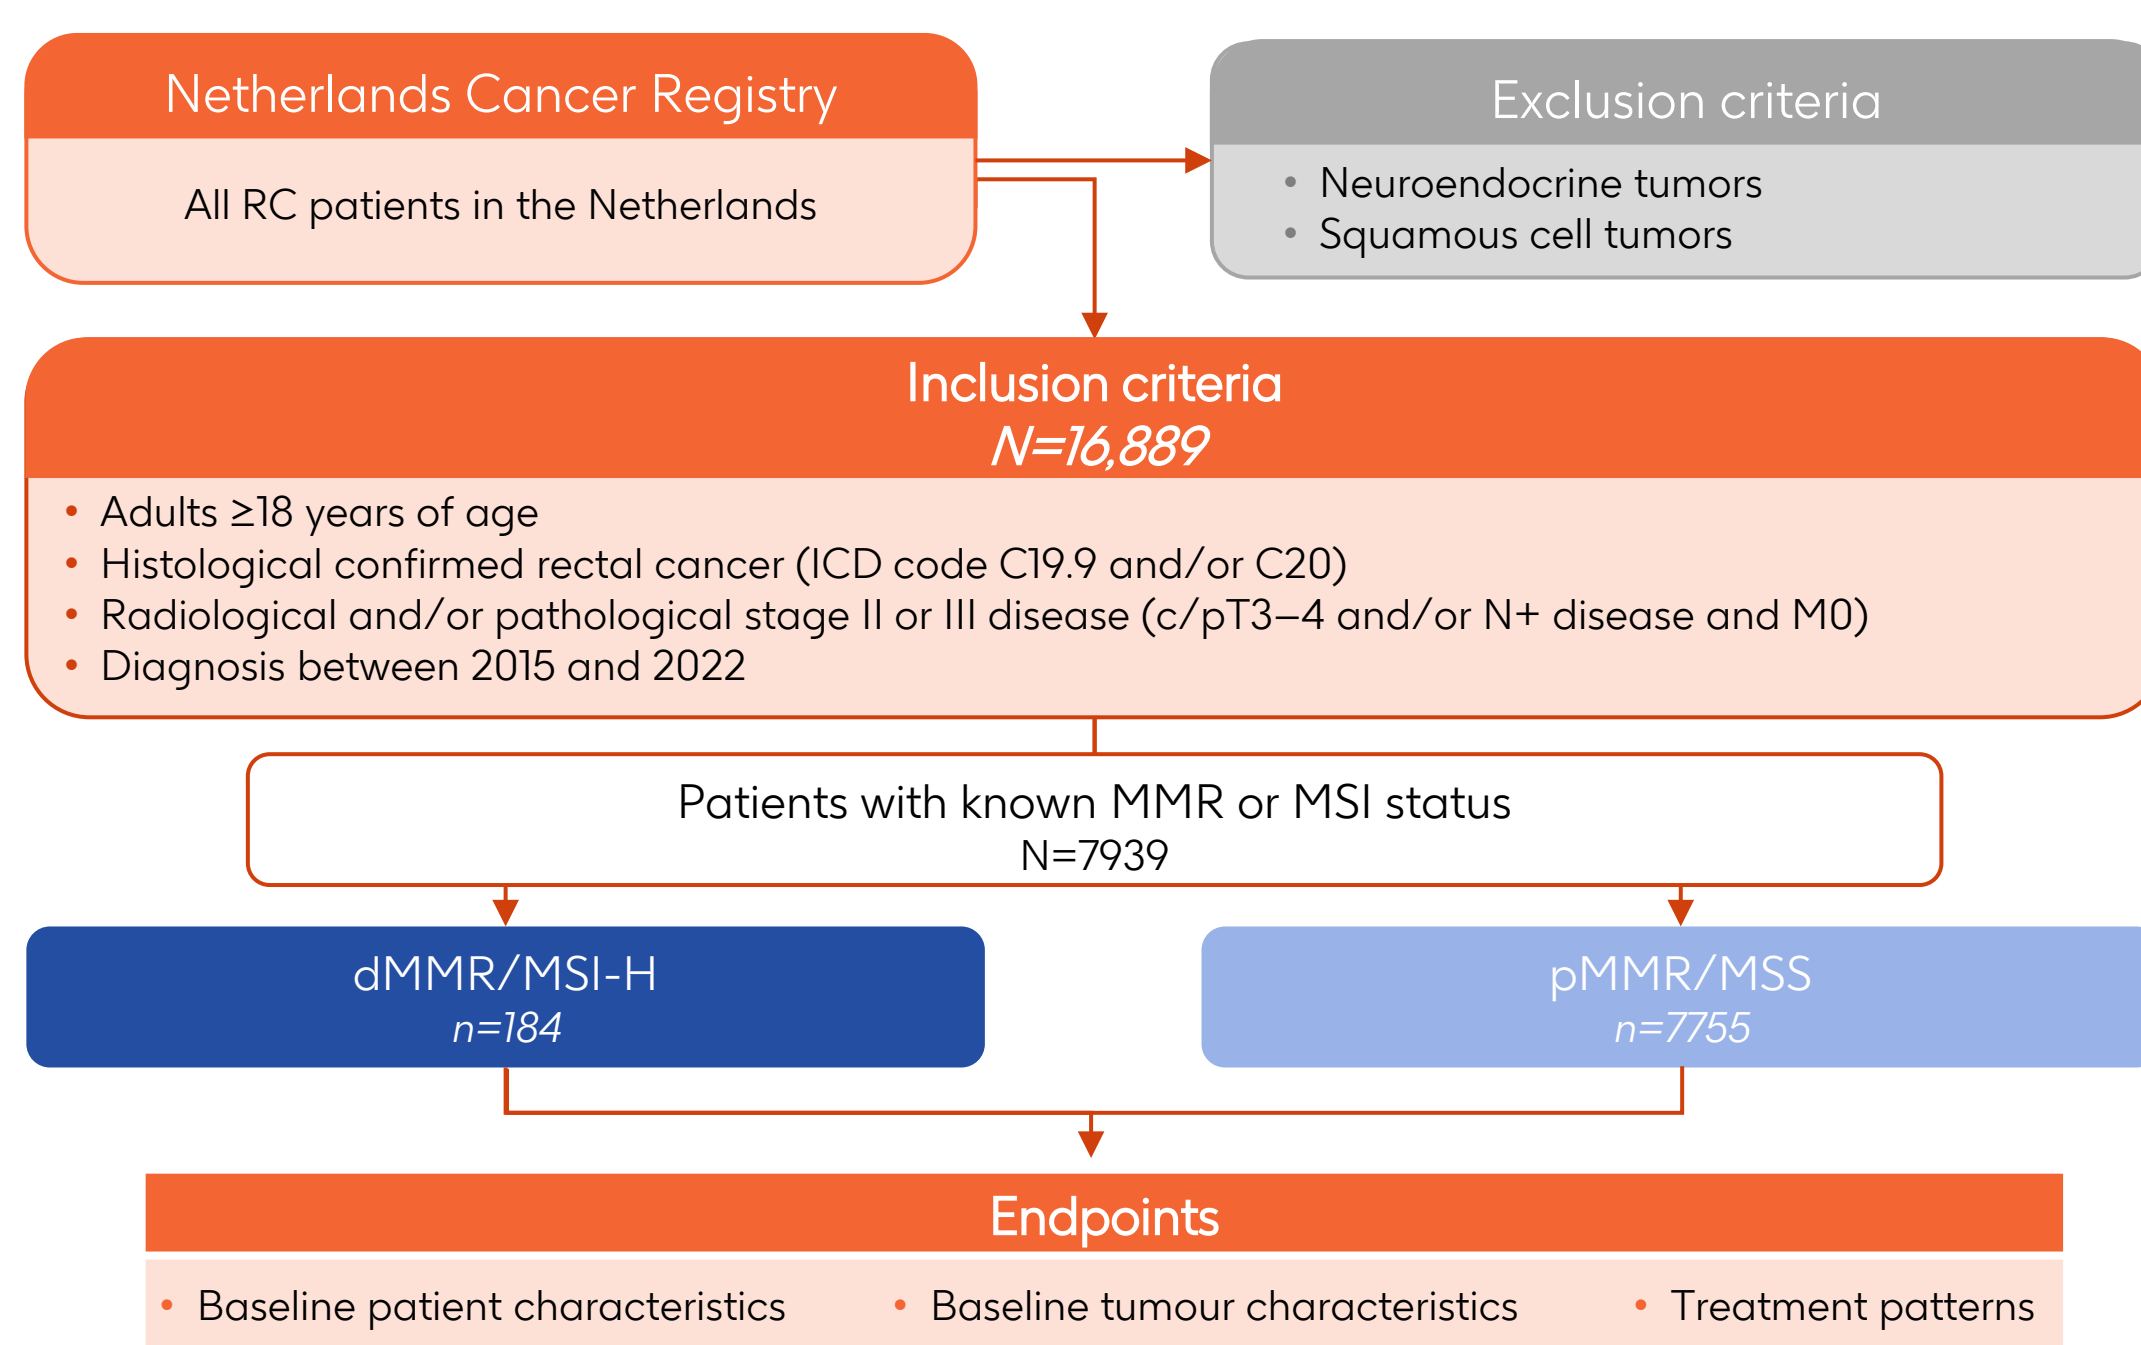 Netherlands Cancer Registry
All RC patients in the Netherlands
Exclusion criteria
• Neuroendocrine tumors
• Squamous cell tumors
Inclusion criteria
N=16,889
• Adults ≥18 years of age
• Histological confirmed rectal cancer (ICD code C19.9 and/or C20)
• Radiological and/or pathological stage II or III disease (c/pT3–4 and/or N+ disease and M0)
• Diagnosis between 2015 and 2022
Patients with known MMR or MSI status
N=7939
dMMR/MSI-H
n=184
pMMR/MSS
n=7755
Endpoints
• Baseline patient characteristics
• Baseline tumour characteristics
• Treatment patterns